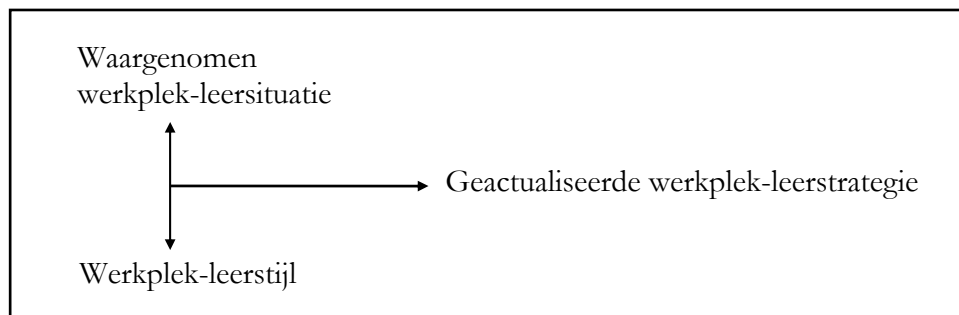 Waargenomen
werkplek-leersituatie
Geactualiseerde werkplek-leerstrategie
Werkplek-leerstijl